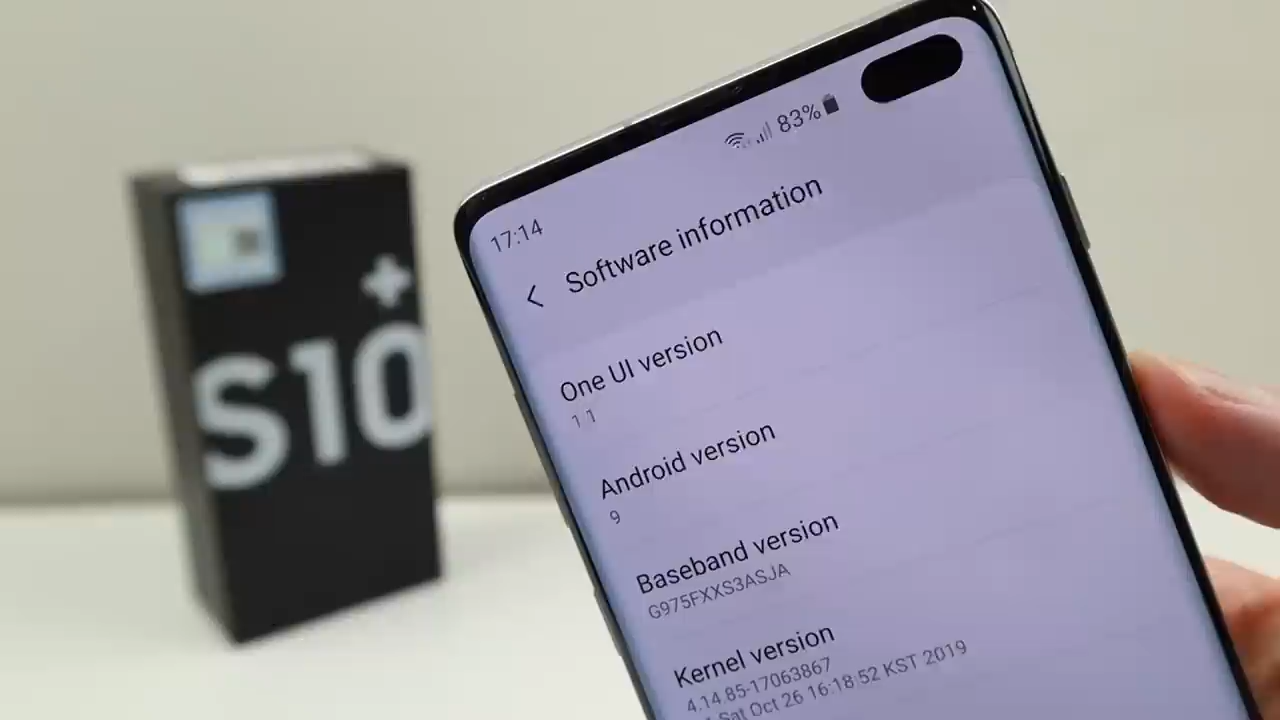 +
S10
17:14
83%
Software information
One UI version
1.1
Android version
9
Baseband version
G975FXXS3ASJA
Kernel version
4.14.85-17063867
Sat Oct 26 16:18:52 KST 2019